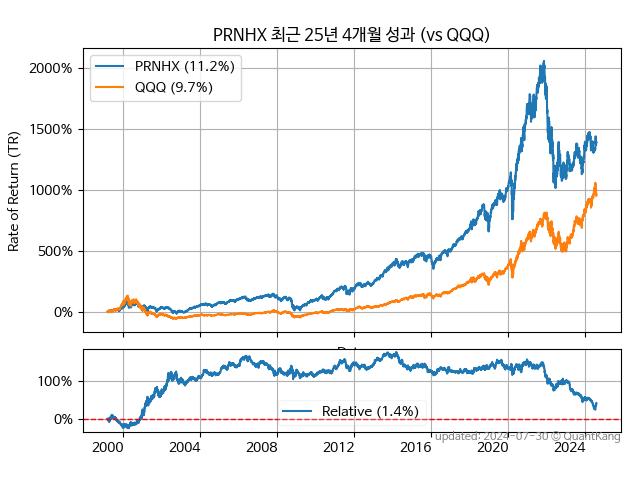 PRNHX 최근 25년 4개월 성과 (vs QQQ)
Rate of Return (TR)
2000%
1500%
1000%
500%
0%
PRNHX (11.2%)
QQQ (9.7%)
100%
0%
Relative (1.4%)
2000 2004 2008 2012 2016 2020 2024
updated: 2024-07-30 © QuantKang